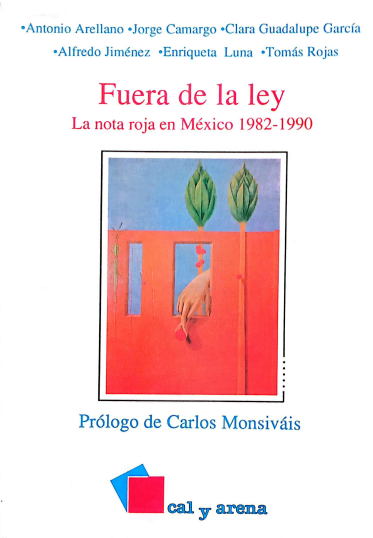 •Antonio Arellano •Jorge Camargo •Clara Guadalupe García
•Alfredo Jiménez •Enriqueta Luna •Tomás Rojas
Fuera de la ley
La nota roja en México 1982-1990
Prólogo de Carlos Monsiváis
cal y arena